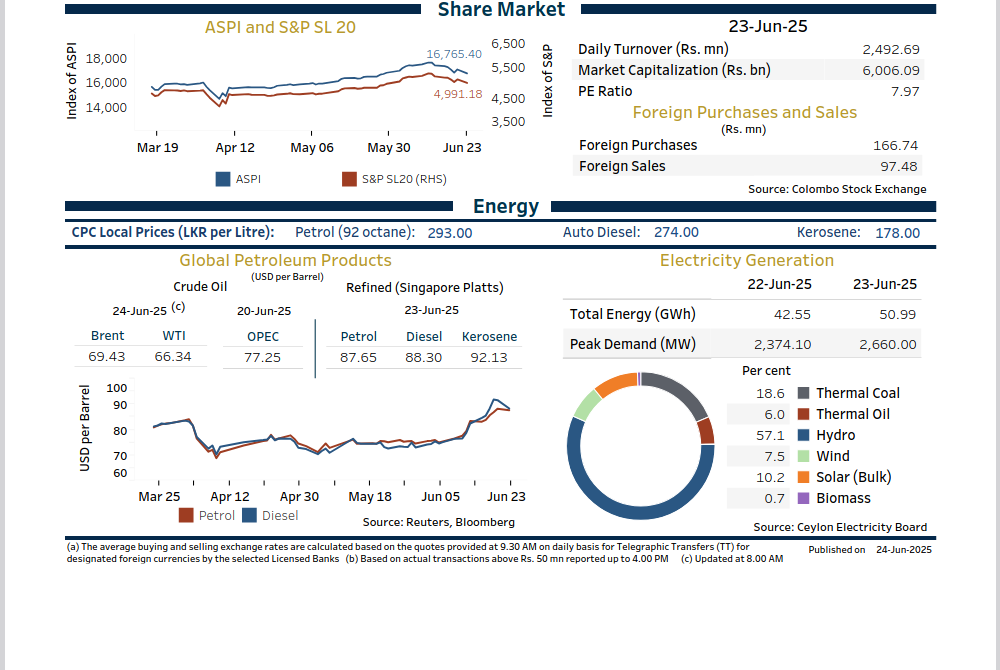 Share Market
ASPI and S&P SL 20
Index of ASPI
18,000
16,000
14,000
16,765.40
4,991.18
6,500
5,500
4,500
3,500
Index of S&P
Mar 19 Apr 12 May 06 May 30 Jun 23
ASPI S&P SL20 (RHS)
23-Jun-25
Daily Turnover (Rs. mn) 2,492.69
Market Capitalization (Rs. bn) 6,006.09
PE Ratio 7.97
Foreign Purchases and Sales
(Rs. mn)
Foreign Purchases 166.74
Foreign Sales 97.48
Source: Colombo Stock Exchange
Energy
CPC Local Prices (LKR per Litre): Petrol (92 octane): 293.00 Auto Diesel: 274.00 Kerosene: 178.00
Global Petroleum Products
(USD per Barrel)
Crude Oil Refined (Singapore Platts)
24-Jun-25 (c) 20-Jun-25 23-Jun-25
Brent WTI OPEC Petrol Diesel Kerosene
69.43 66.34 77.25 87.65 88.30 92.13
USD per Barrel
100
90
80
70
60
Mar 25 Apr 12 Apr 30 May 18 Jun 05 Jun 23
Petrol Diesel
Source: Reuters, Bloomberg
Electricity Generation
22-Jun-25 23-Jun-25
Total Energy (GWh) 42.55 50.99
Peak Demand (MW) 2,374.10 2,660.00
Per cent
18.6 Thermal Coal
6.0 Thermal Oil
57.1 Hydro
7.5 Wind
10.2 Solar (Bulk)
0.7 Biomass
Source: Ceylon Electricity Board
(a) The average buying and selling exchange rates are calculated based on the quotes provided at 9.30 AM on daily basis for Telegraphic Transfers (TT) for
designated foreign currencies by the selected Licensed Banks (b) Based on actual transactions above Rs. 50 mn reported up to 4.00 PM (c) Updated at 8.00 AM
Published on 24-Jun-2025